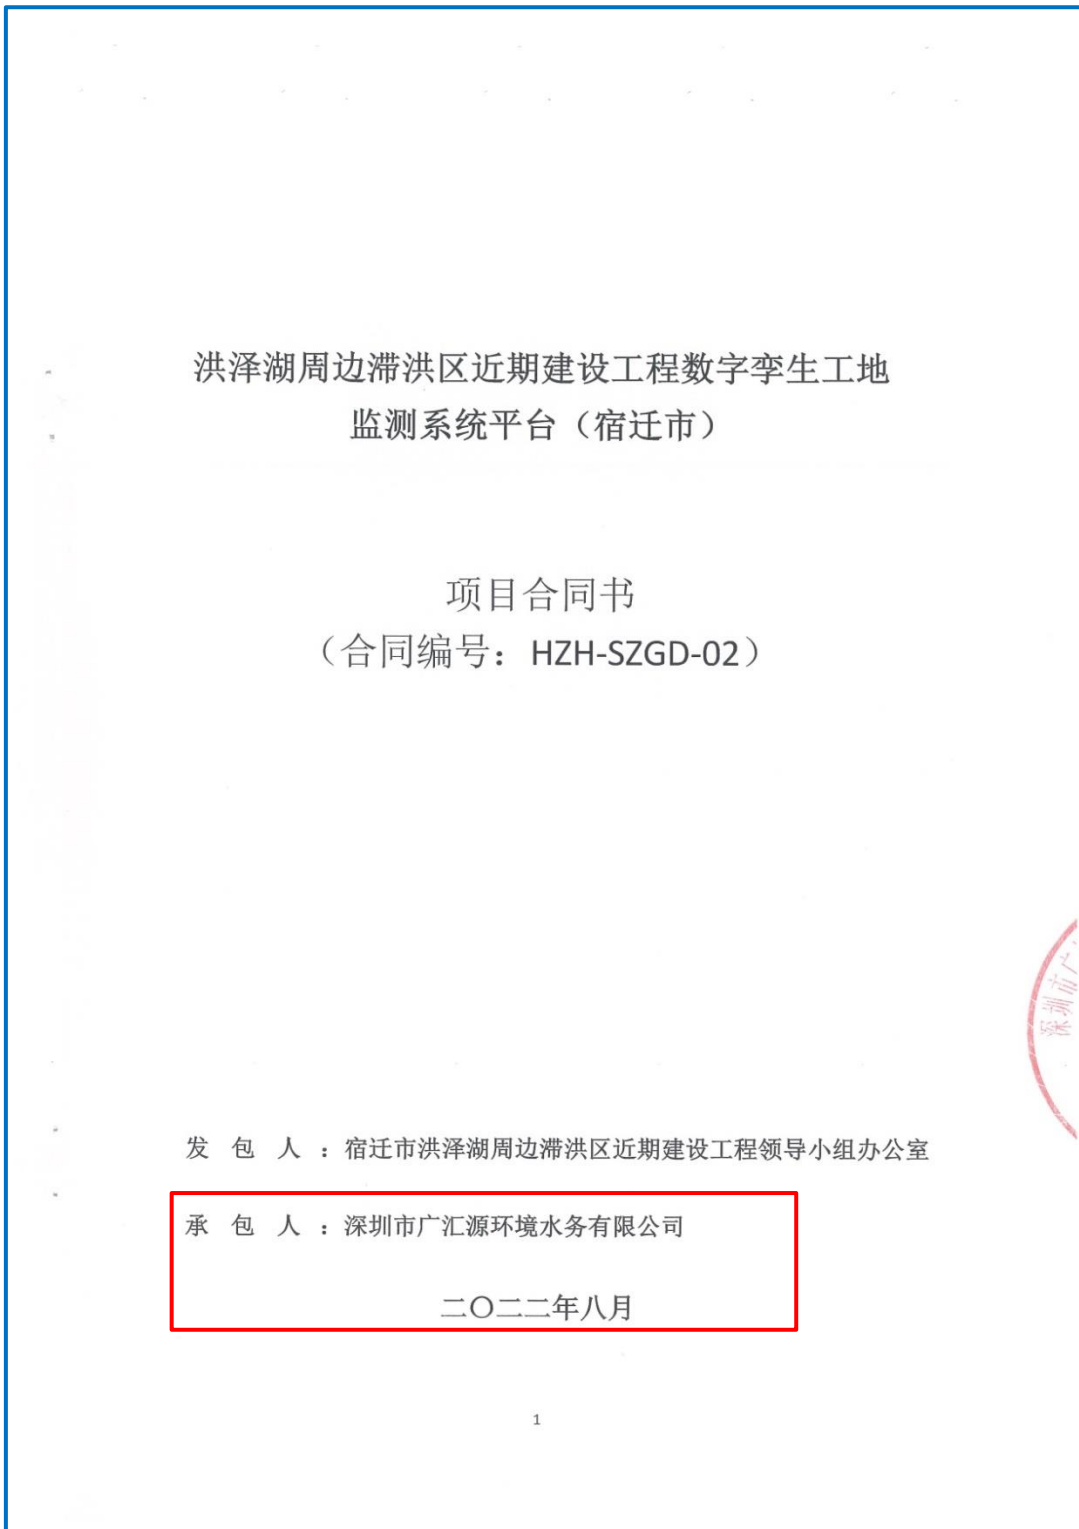 洪泽湖周边滞洪区近期建设工程数字孪生工地
监测系统平台（宿迁市）
项目合同书
（合同编号：HZH-SZGD-02）
深圳市广
发 包 人 ：宿迁市洪泽湖周边滞洪区近期建设工程领导小组办公室
承 包 人 ：深圳市广汇源环境水务有限公司
二〇二二年八月
1